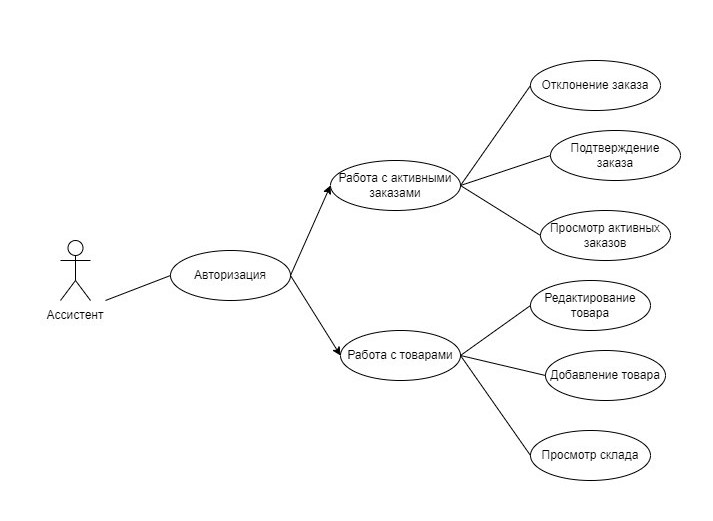 Отклонение заказа
Подтверждение
заказа
Работа с активными
заказами
Просмотр активных
заказов
Авторизация
Ассистент
Редактирование
товара
Работа с товарами
Добавление товара
Просмотр склада